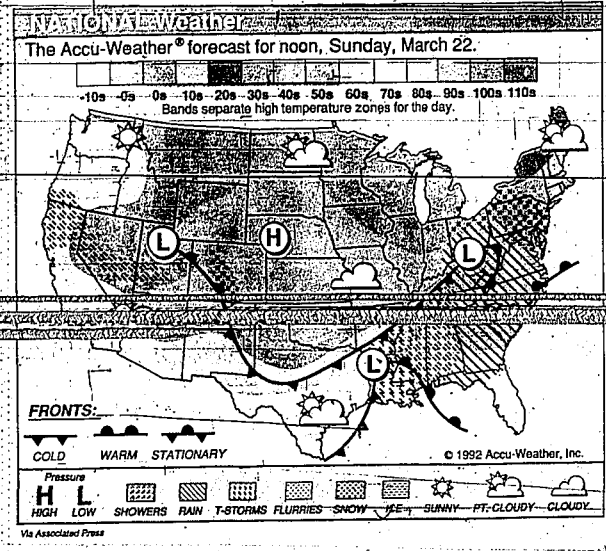 NATIONAL Weather
The Accu-Weather® forecast for noon, Sunday, March 22.
-10s -0s 0s 10s 20s 30s 40s 50s 60s 70s 80s 90s 100s 110s
Bands separate high temperature zones for the day.
L
H
L
L
FRONTS:
COLD WARM STATIONARY
© 1992 Accu-Weather, Inc.
Pressure
H L
HIGH LOW SHOWERS RAIN T-STORMS FLURRIES SNOW ICE SUNNY PT. CLOUDY CLOUDY
Via Associated Press